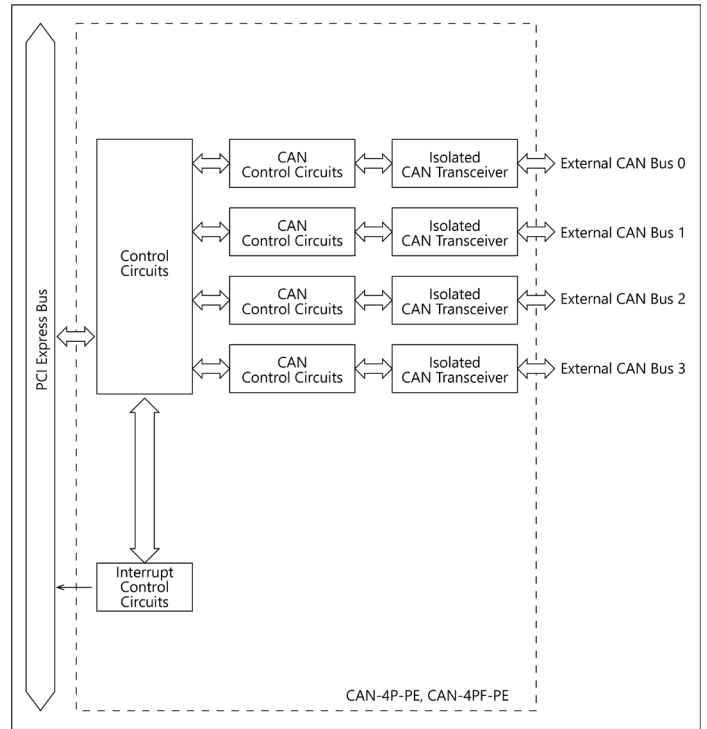 PCI Express Bus
Control
Circuits
CAN
Control Circuits
Isolated
CAN Transceiver
External CAN Bus 0
CAN
Control Circuits
Isolated
CAN Transceiver
External CAN Bus 1
CAN
Control Circuits
Isolated
CAN Transceiver
External CAN Bus 2
CAN
Control Circuits
Isolated
CAN Transceiver
External CAN Bus 3
Interrupt
Control
Circuits
CAN-4P-PE, CAN-4PF-PE